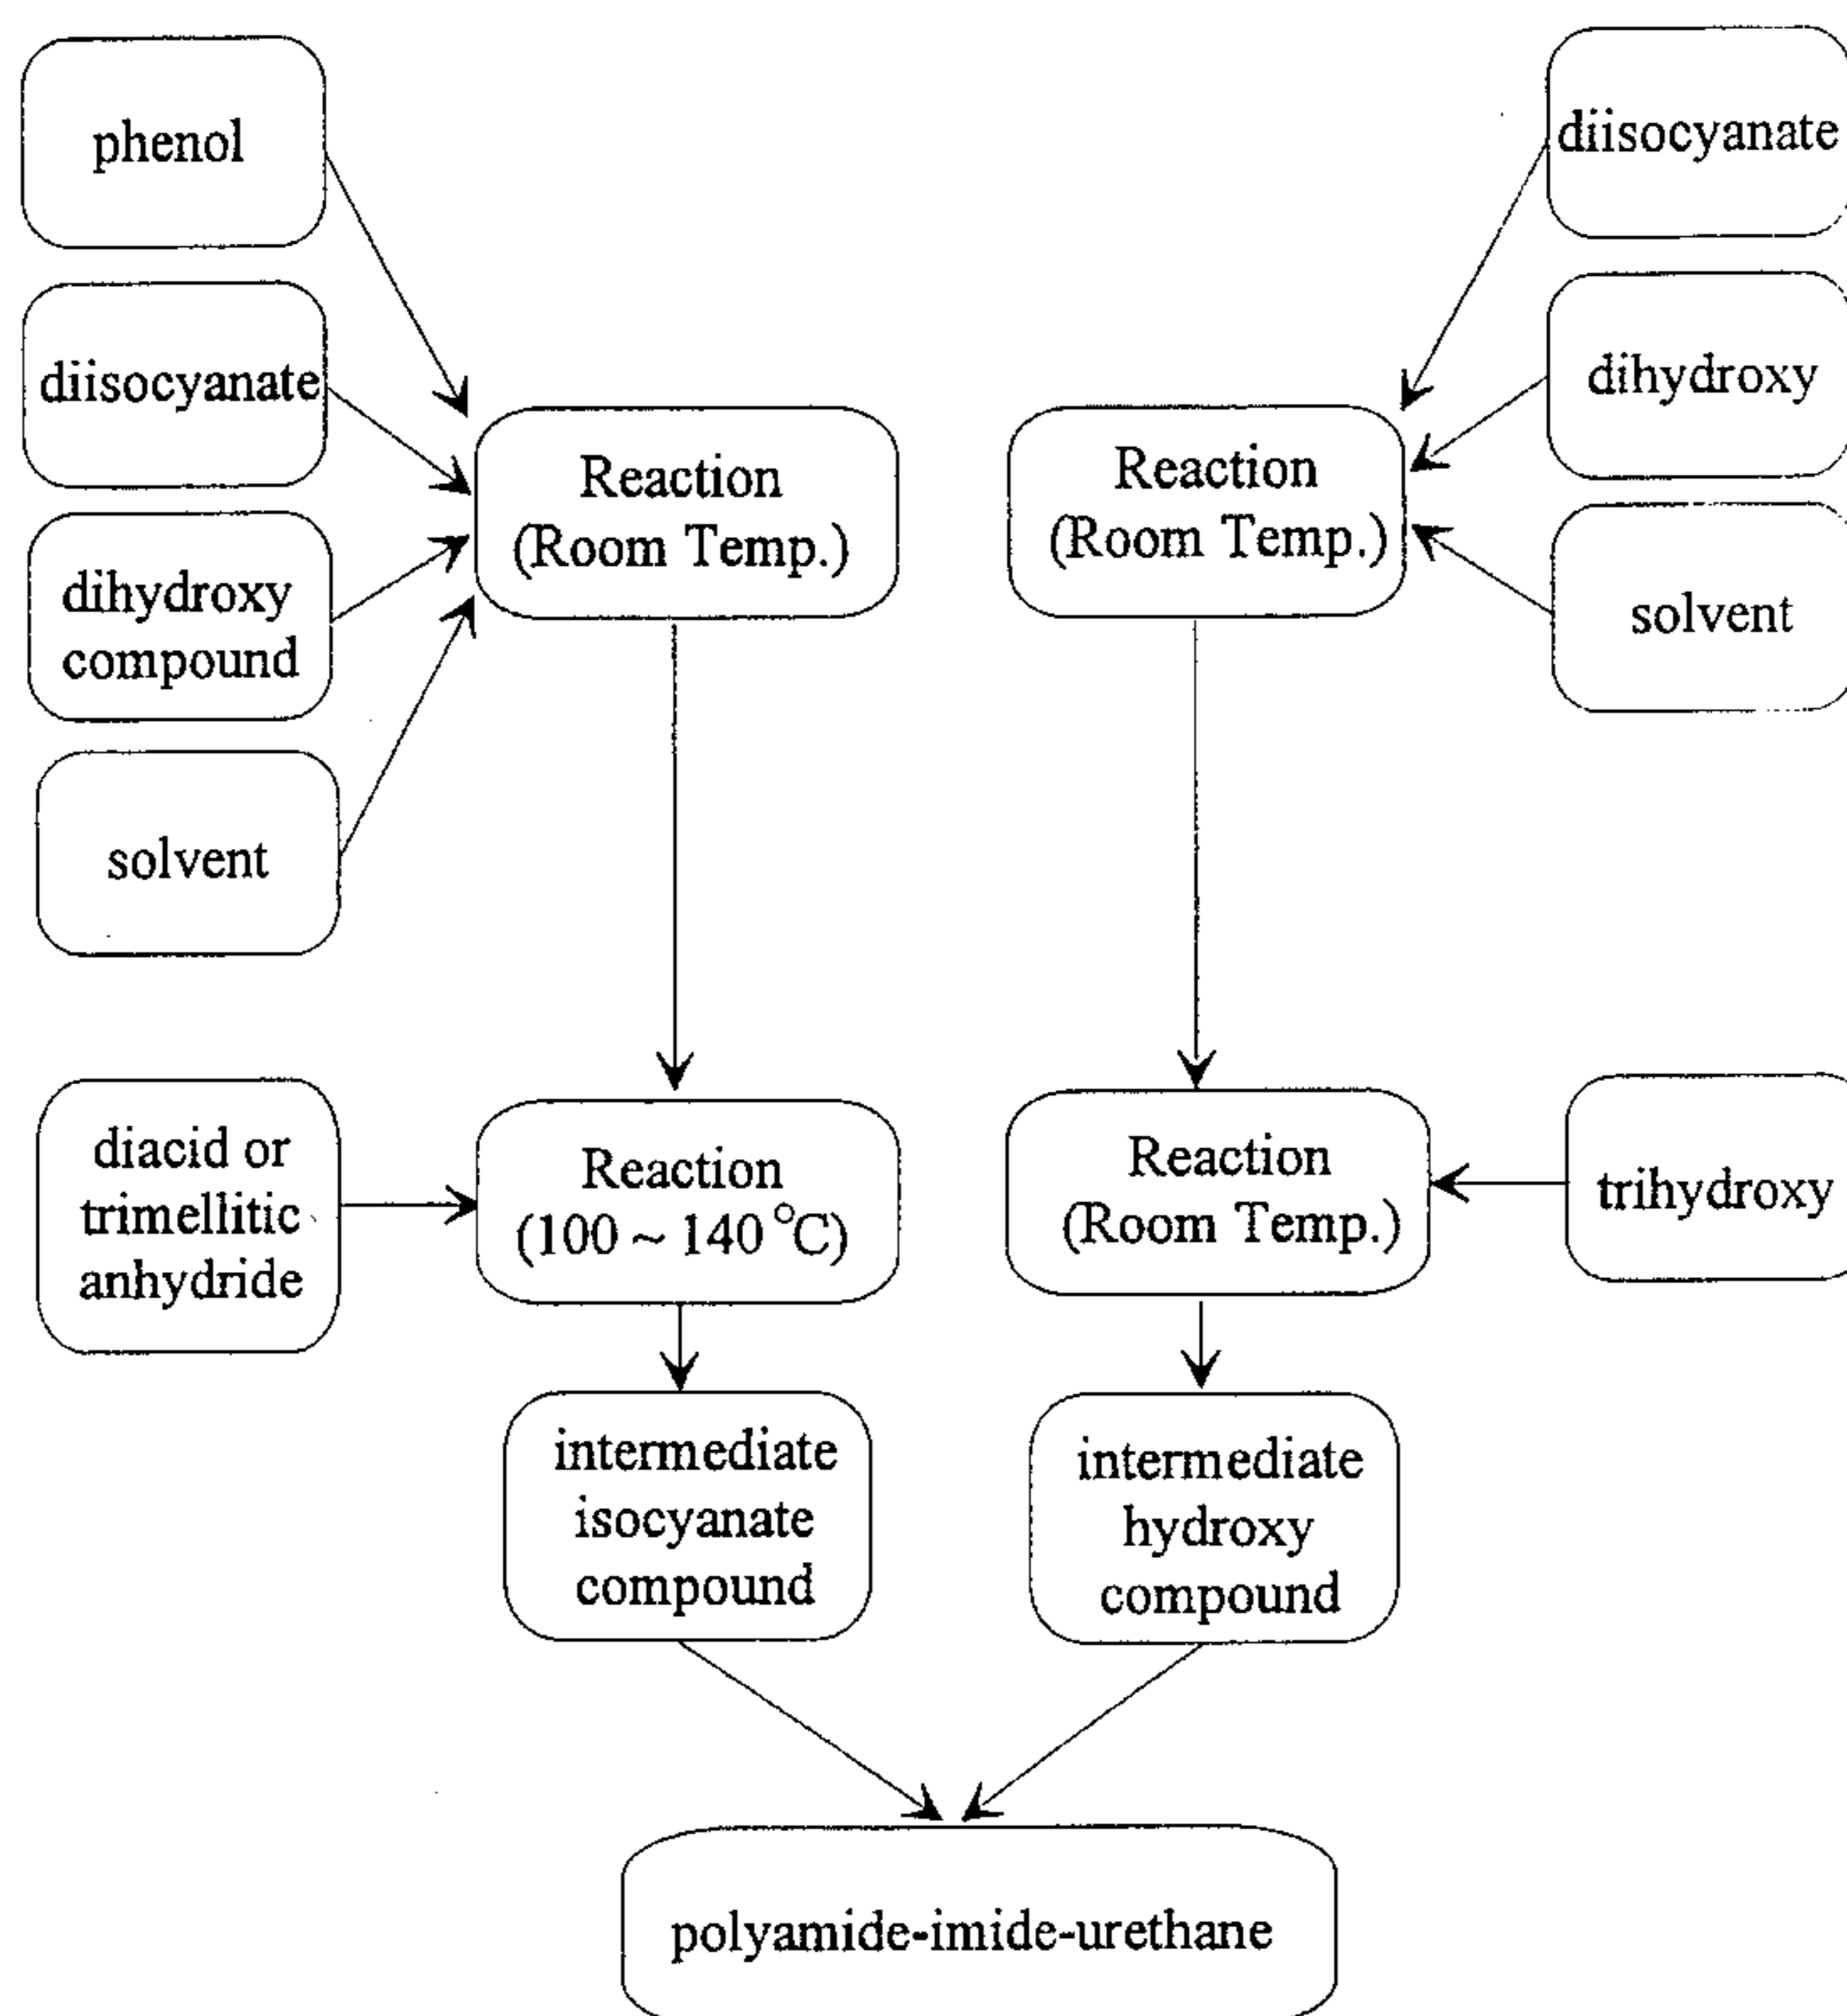 phenol
diisocyanate
dihydroxy
compound
solvent
Reaction
(Room Temp.)
diisocyanate
dihydroxy
solvent
Reaction
(Room Temp.)
diacid or
trimellitic
anhydride
Reaction
(100 ~ 140 °C)
Reaction
(Room Temp.)
trihydroxy
intermediate
isocyanate
compound
intermediate
hydroxy
compound
polyamide-imide-urethane